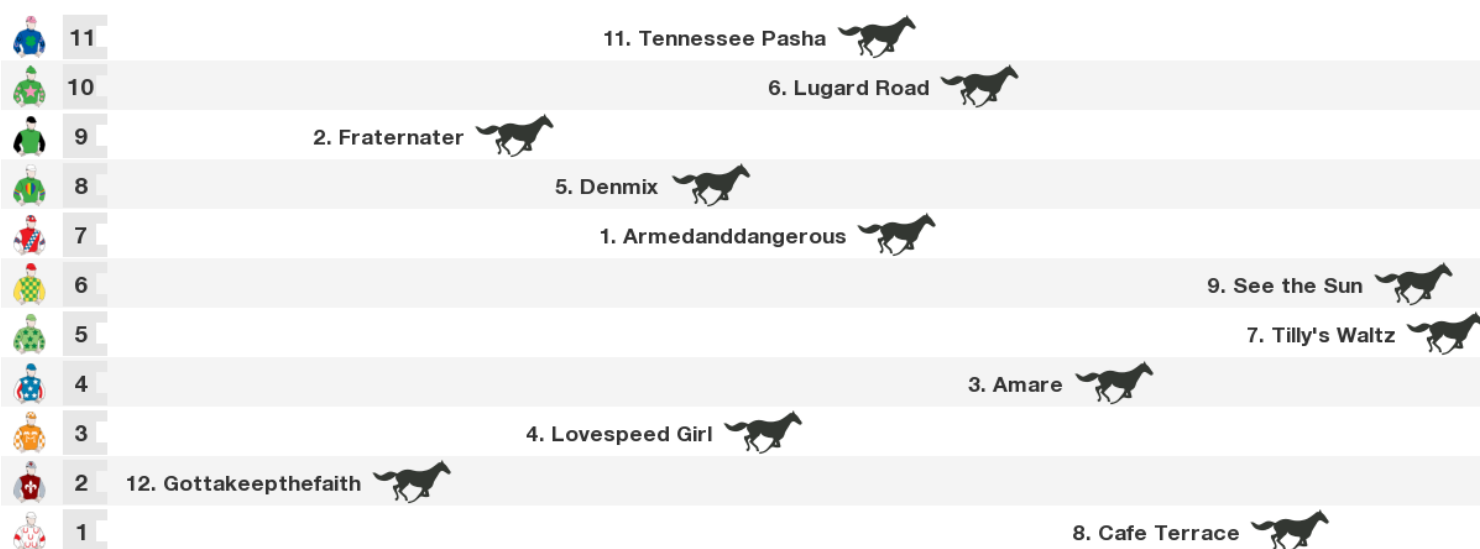 11 11. Tennessee Pasha
10 6. Lugard Road
9 2. Fraternater
8 5. Denmix
7 1. Armedanddangerous
6 9. See the Sun
5 7. Tilly's Waltz
4 3. Amare
3 4. Lovespeed Girl
2 12. Gottakeepthefaith
1 8. Cafe Terrace